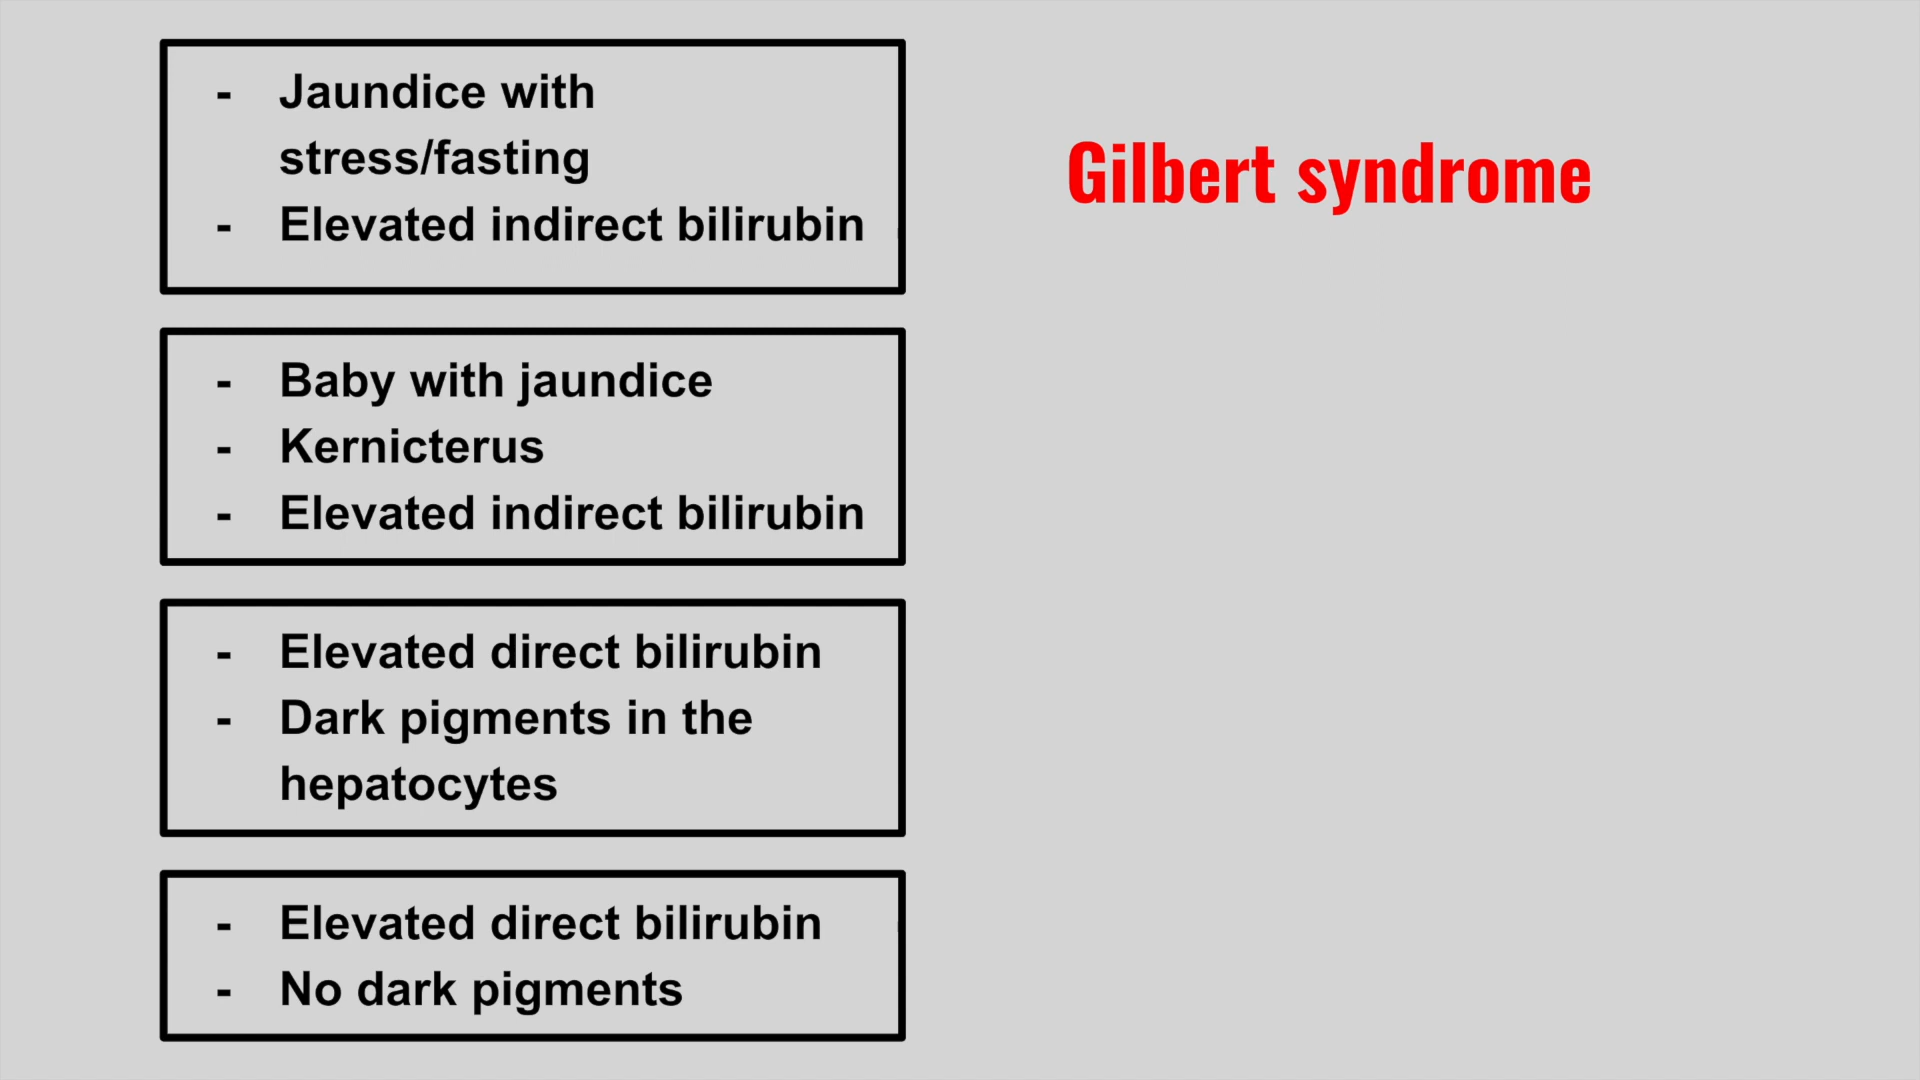 - Jaundice with
stress/fasting
- Elevated indirect bilirubin
Gilbert syndrome
- Baby with jaundice
- Kernicterus
- Elevated indirect bilirubin
- Elevated direct bilirubin
- Dark pigments in the
hepatocytes
- Elevated direct bilirubin
- No dark pigments